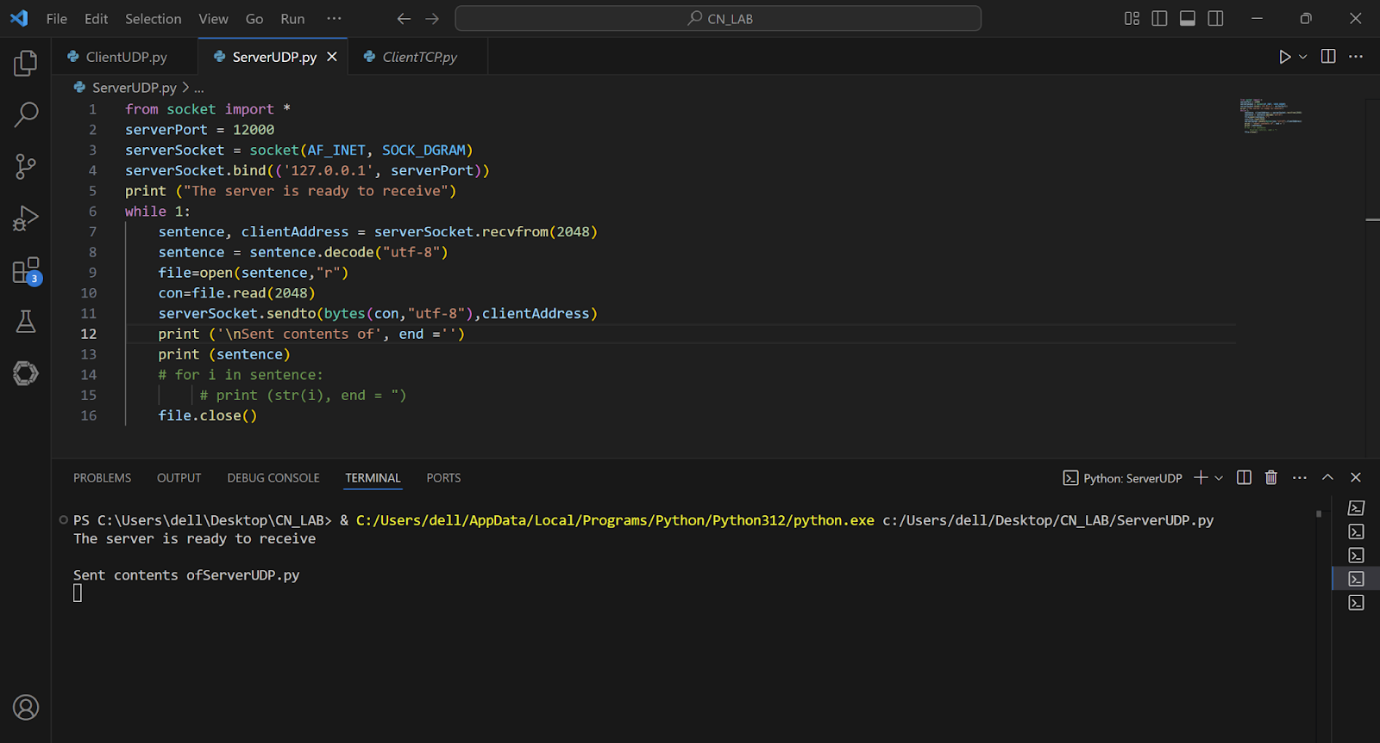 File Edit Selection View Go Run ··· CN_LAB
ClientUDP.py ServerUDP.py ClientTCP.py
ServerUDP.py > ...
1 from socket import *
2 serverPort = 12000
3 serverSocket = socket(AF_INET, SOCK_DGRAM)
4 serverSocket.bind(('127.0.0.1', serverPort))
5 print ("The server is ready to receive")
6 while 1:
7 sentence, clientAddress = serverSocket.recvfrom(2048)
8 sentence = sentence.decode("utf-8")
9 file=open(sentence,"r")
10 con=file.read(2048)
11 serverSocket.sendto(bytes(con,"utf-8"),clientAddress)
12 print ('\nSent contents of', end ='')
13 print (sentence)
14 # for i in sentence:
15 # print (str(i), end = ")
16 file.close()
3
PROBLEMS OUTPUT DEBUG CONSOLE TERMINAL PORTS Python: ServerUDP
PS C:\Users\dell\Desktop\CN_LAB> & C:/Users/dell/AppData/Local/Programs/Python/Python312/python.exe c:/Users/dell/Desktop/CN_LAB/ServerUDP.py
The server is ready to receive
Sent contents ofServerUDP.py